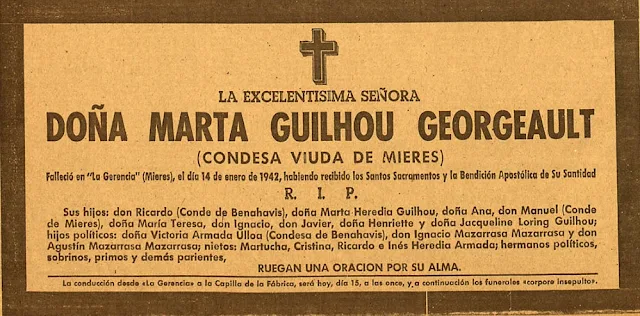 LA EXCELENTISIMA SEÑORA
DOÑA MARTA GUILHOU GEORGEAULT
(CONDESA VIUDA DE MIERES)
Falleció en "La Gerencia" (Mieres), el día 14 de enero de 1942, habiendo recibido los Santos Sacramentos y la Bendición Apostólica de Su Santidad
R. I. P.
Sus hijos: don Ricardo (Conde de Benahavis), doña Marta Heredia Guilhou, doña Ana, don Manuel (Conde
de Mieres), doña María Teresa, don Ignacio, don Javier, doña Henriette y doña Jacqueline Loring Guilhou;
hijos políticos: doña Victoria Armada Ulloa (Condesa de Benahavis), don Ignacio Mazarrasa Mazarrasa y don
Agustín Mazarrasa Mazarrasa; nietos: Martucha, Cristina, Ricardo e Inés Heredia Armada; hermanos políticos,
sobrinos, primos y demás parientes,
RUEGAN UNA ORACION POR SU ALMA.
La conducción desde «La Gerencia» a la Capilla de la Fábrica, será hoy, día 15, a las once, y a continuación los funerales «corpore insepulto».